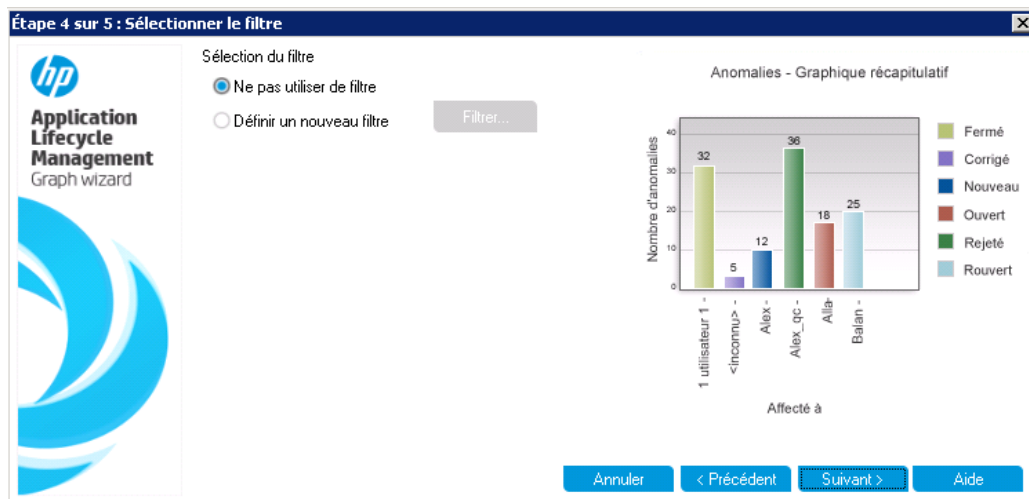 Étape 4 sur 5 : Sélectionner le filtre
hp
Application
Lifecycle
Management
Graph wizard
Sélection du filtre
Ne pas utiliser de filtre
Définir un nouveau filtre
Filtrer...
Anomalies - Graphique récapitulatif
Nombre d'anomalies
40
30
20
10
0
32
5
12
36
18
25
1 utilisateur 1 -
<inconnu> -
Alex -
Alex_qc -
Alla-
Balan -
Affecté à
Fermé
Corrigé
Nouveau
Ouvert
Rejeté
Rouvert
Annuler
< Précédent
Suivant >
Aide